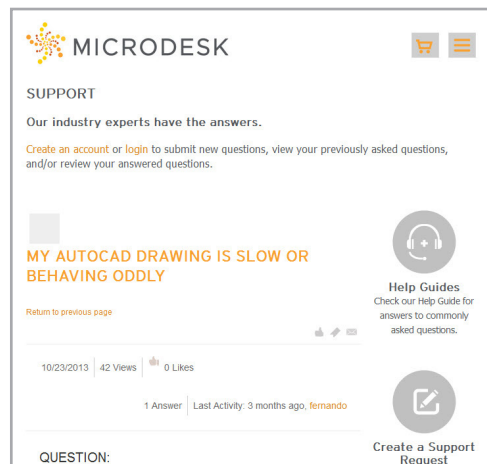 MICRODESK
SUPPORT
Our industry experts have the answers.
Create an account or login to submit new questions, view your previously asked questions,
and/or review your answered questions.
MY AUTOCAD DRAWING IS SLOW OR
BEHAVING ODDLY
Return to previous page
10/23/2013 42 Views 0 Likes
1 Answer Last Activity: 3 months ago, fernando
QUESTION:
Help Guides
Check our Help Guide for
answers to commonly
asked questions.
Create a Support
Request